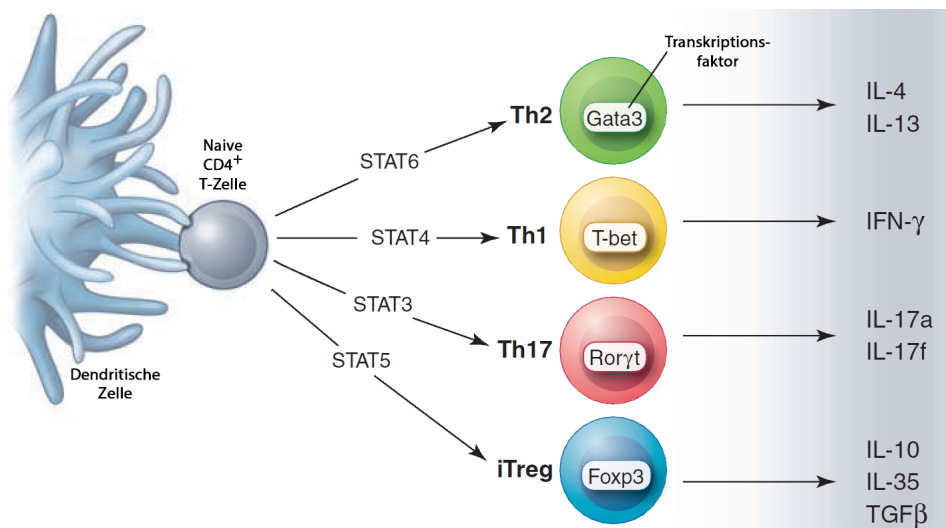 Transkriptions-
faktor
Th2
Gata3
IL-4
IL-13
Naive
CD4+
T-Zelle
STAT6
STAT4
Th1
T-bet
IFN-γ
STAT3
Th17
Rorγt
IL-17a
IL-17f
STAT5
Dendritische
Zelle
iTreg
Foxp3
IL-10
IL-35
TGFβ